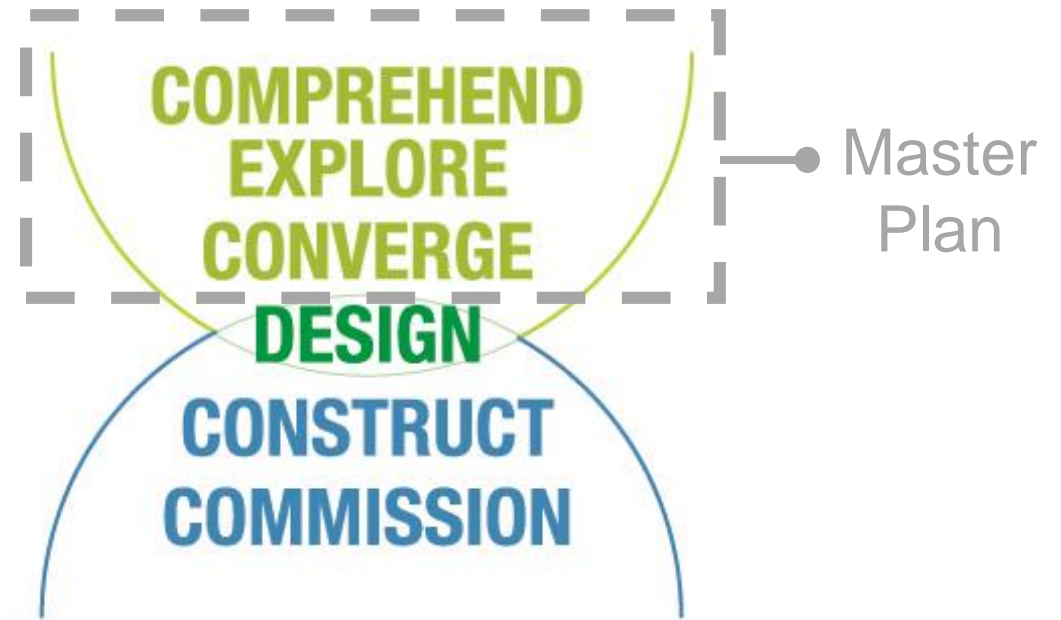 COMPREHEND
EXPLORE
CONVERGE
DESIGN
CONSTRUCT
COMMISSION
Master
Plan